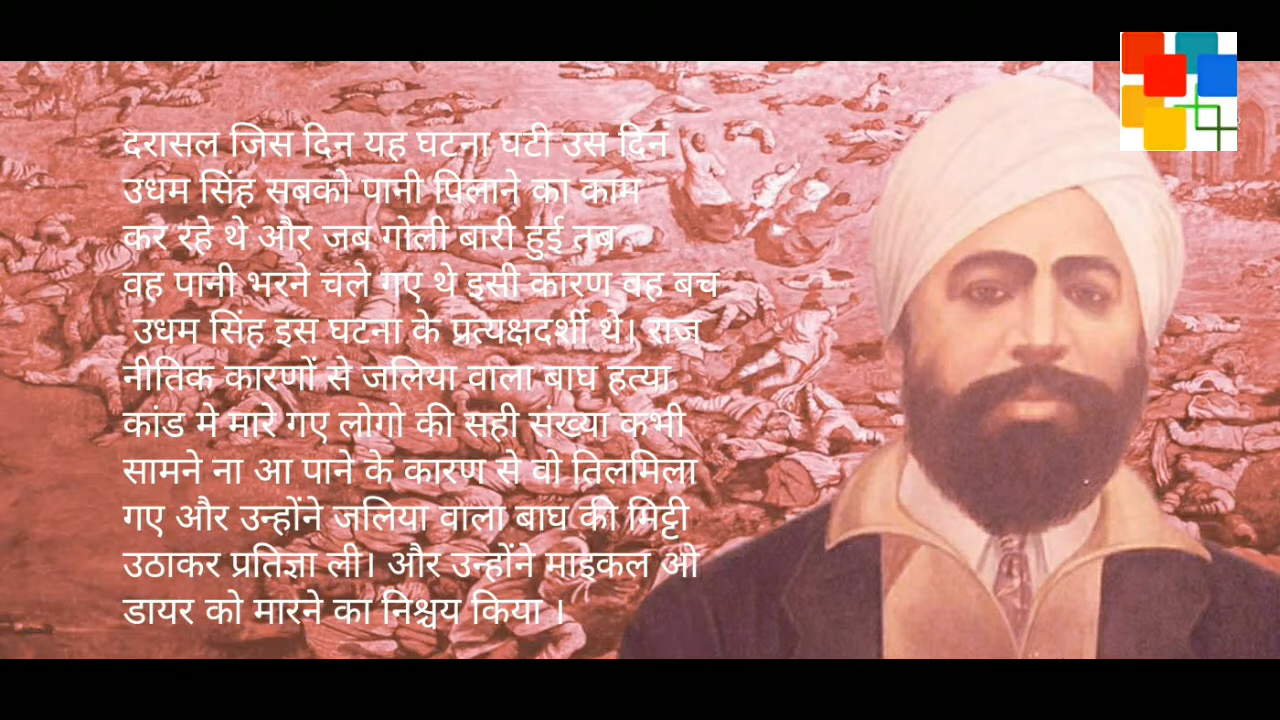 दरासल जिस दिन यह घटना घटी उस दिन
उधम सिंह सबको पानी पिलाने का काम
कर रहे थे और जब गोली बारी हुई तब
वह पानी भरने चले गए थे इसी कारण वह बच
उधम सिंह इस घटना के प्रत्यक्षदर्शी थे। राज
नीतिक कारणों से जलिया वाला बाघ हत्या
कांड मे मारे गए लोगो की सही संख्या कभी
सामने ना आ पाने के कारण से वो तिलमिला
गए और उन्होंने जलिया वाला बाघ की मिट्टी
उठाकर प्रतिज्ञा ली। और उन्होंने माइकल ओ
डायर को मारने का निश्चय किया ।